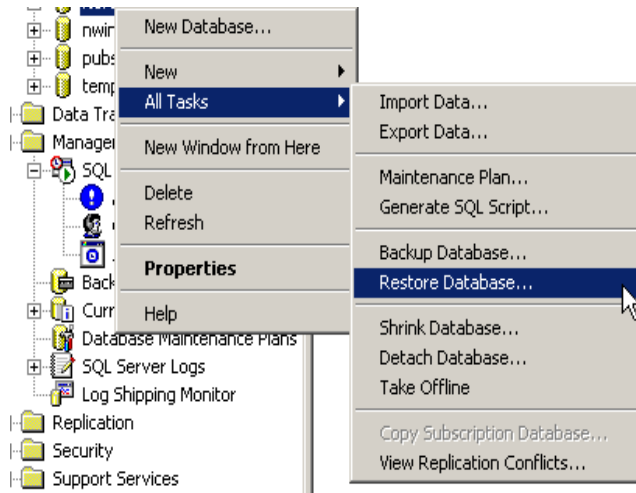 nwin
pubs
temp
Data Tra
Manage
SQL
Back
Curr
Database Maintenance Plans
SQL Server Logs
Log Shipping Monitor
Replication
Security
Support Services
New Database...
New
All Tasks
New Window from Here
Delete
Refresh
Properties
Help
Import Data...
Export Data...
Maintenance Plan...
Generate SQL Script...
Backup Database...
Restore Database...
Shrink Database...
Detach Database...
Take Offline
Copy Subscription Database...
View Replication Conflicts...